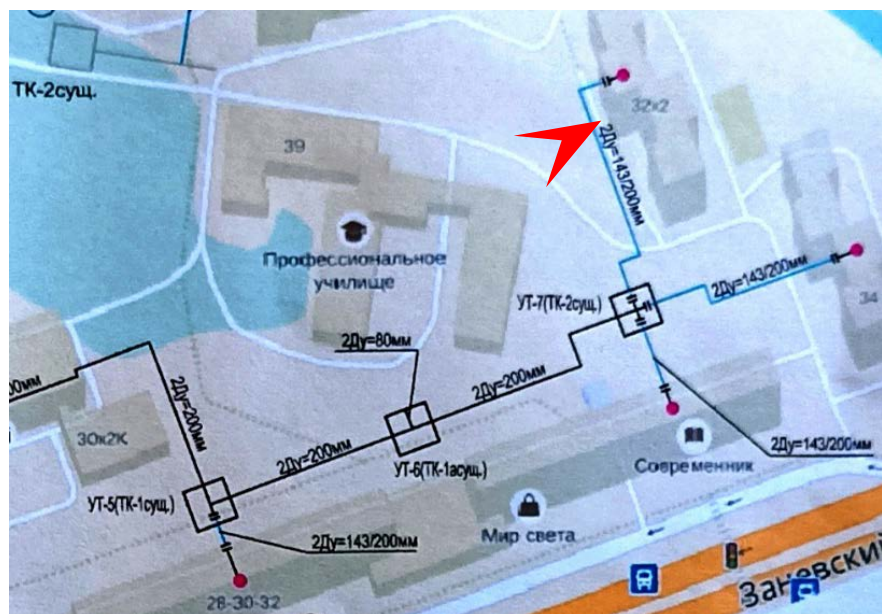 ТК-2сущ.
32к2
39
2Ду=143/200мм
Профессиональное
училище
2Ду=143/200мм
УТ-7(ТК-2сущ.)
34
2Ду=80мм
00мм
2Ду=200мм
2Ду=200мм
30к2К
2Ду=200мм
УТ-6(ТК-1асущ.)
2Ду=143/200мм
Современник
УТ-5(ТК-1сущ.)
Мир света
2Ду=143/200мм
Заневский
28-30-32